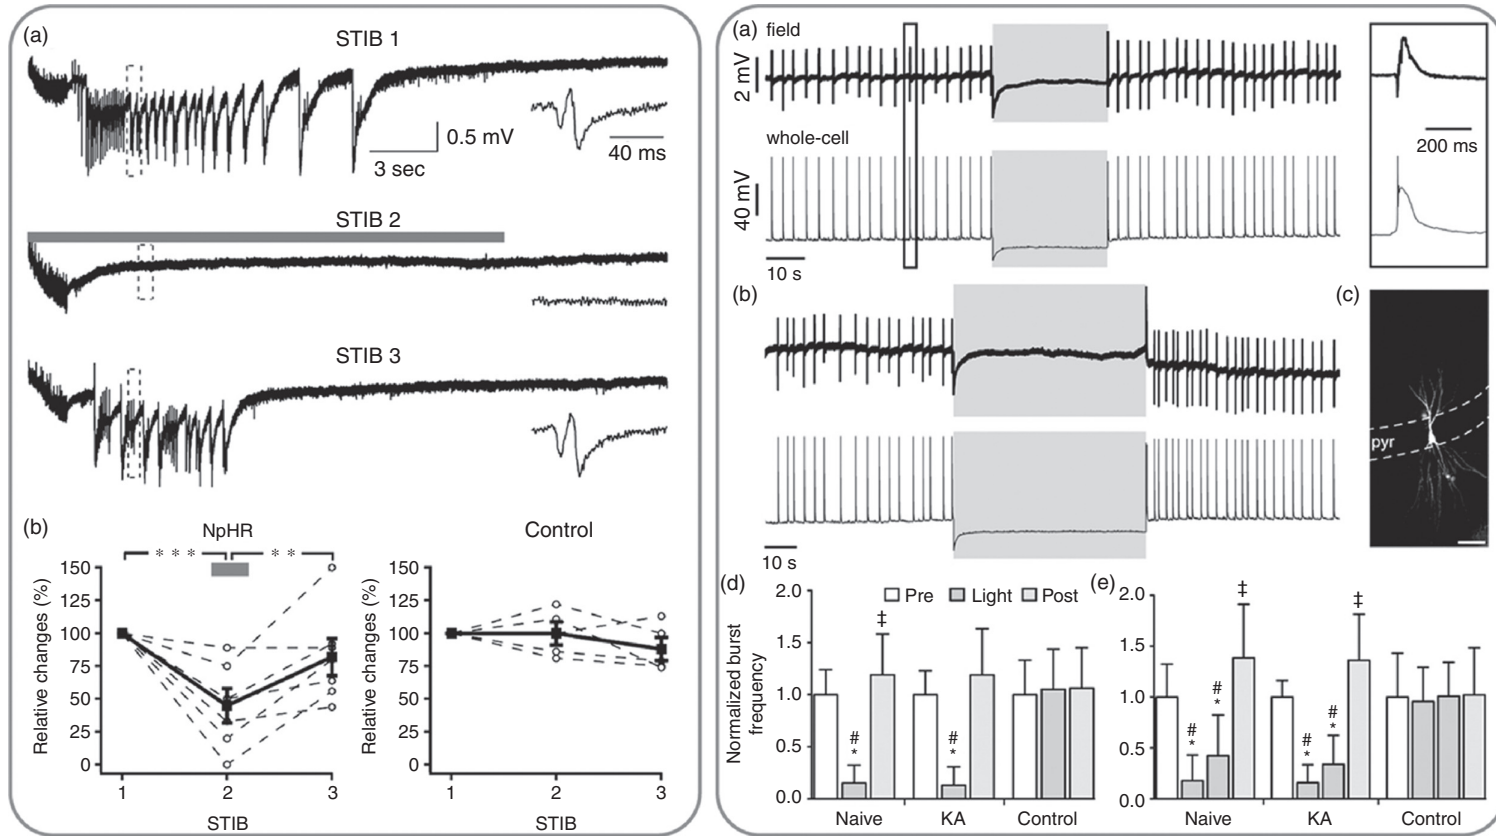 (a)
STIB 1
0.5 mV
3 sec
40 ms
STIB 2
STIB 3
(b)
NpHR
Control
* * *
* *
Relative changes (%)
150
125
100
75
50
25
0
1
2
3
STIB
Relative changes (%)
150
125
100
75
50
25
0
1
2
3
STIB
(a)
field
2 mV
whole-cell
40 mV
10 s
200 ms
(b)
10 s
(c)
pyr
(d)
Pre
Light
Post
Normalized burst
frequency
2.0
1.5
1.0
0.5
0.0
#
*
‡
#
*
Naive
KA
Control
(e)
2.0
1.5
1.0
0.5
0.0
#
*
#
*
‡
#
*
#
*
‡
Naive
KA
Control